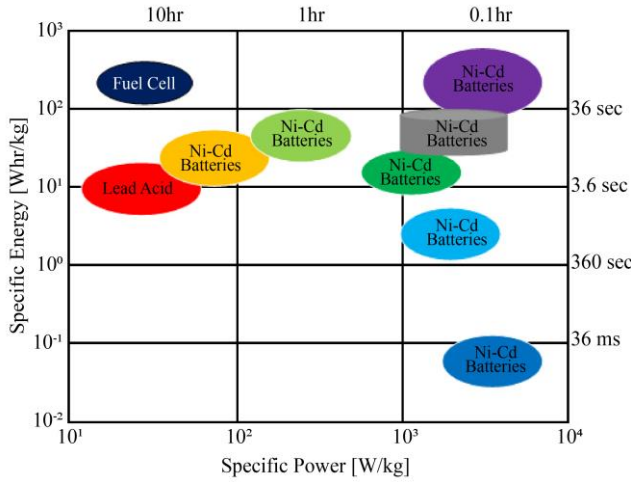 10hr 1hr 0.1hr
10³
Fuel Cell
Ni-Cd
Batteries
10²
36 sec
Ni-Cd
Batteries
Ni-Cd
Batteries
Ni-Cd
Batteries
Ni-Cd
Batteries
10¹
3.6 sec
Lead Acid
Ni-Cd
Batteries
10⁰
360 sec
10⁻¹
36 ms
Ni-Cd
Batteries
10⁻²
10¹ 10² 10³ 10⁴
Specific Power [W/kg]
Specific Energy [Whr/kg]